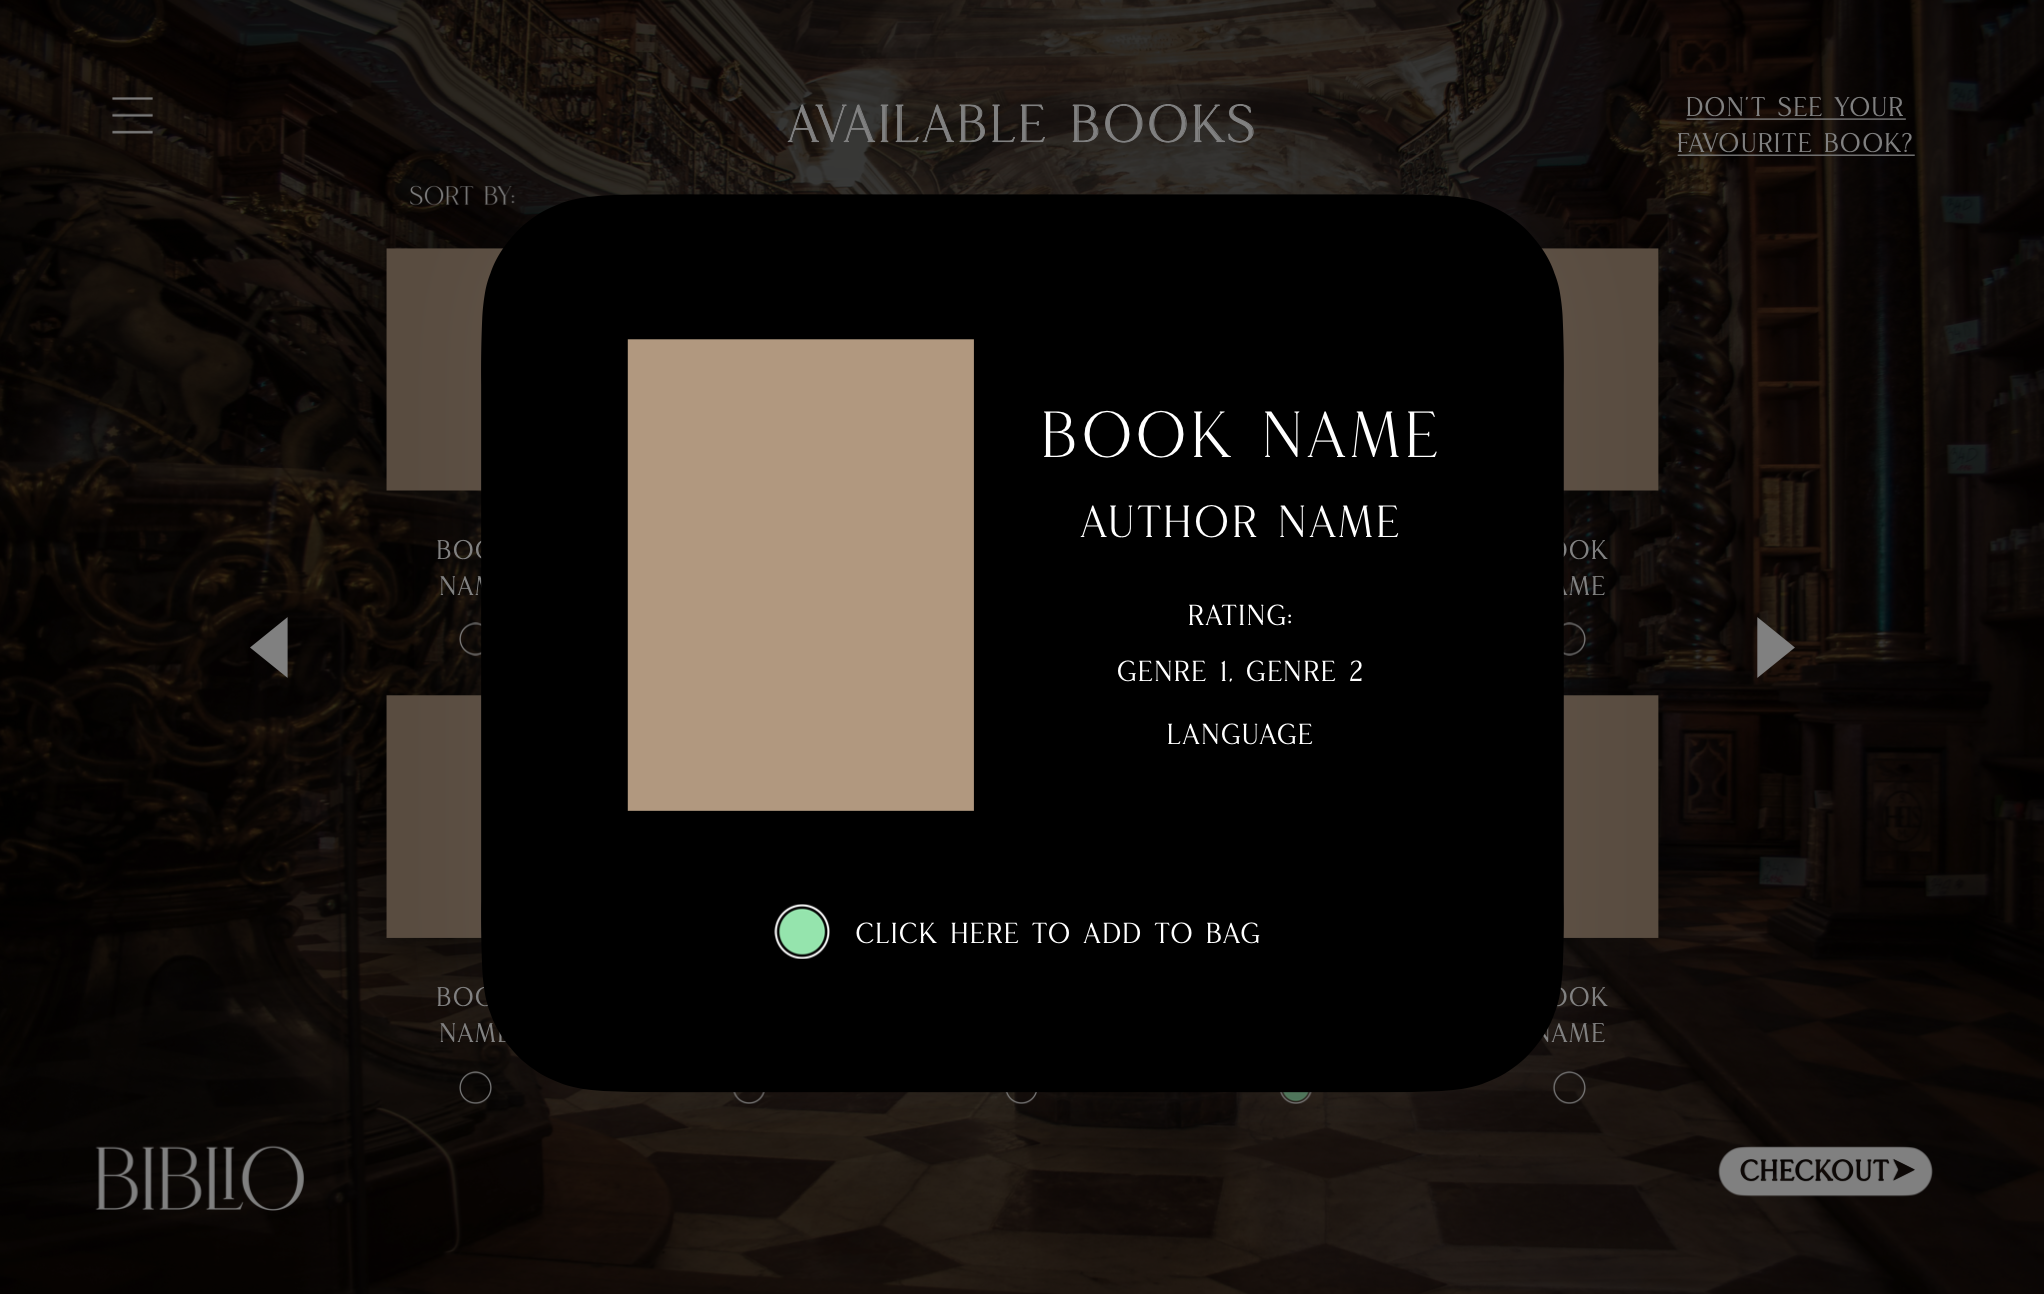 AVAILABLE BOOKS
DON'T SEE YOUR
FAVOURITE BOOK?
SORT BY:
BOOK NAME
AUTHOR NAME
RATING:
GENRE 1, GENRE 2
LANGUAGE
CLICK HERE TO ADD TO BAG
NAME
BIBLIO
CHECKOUT